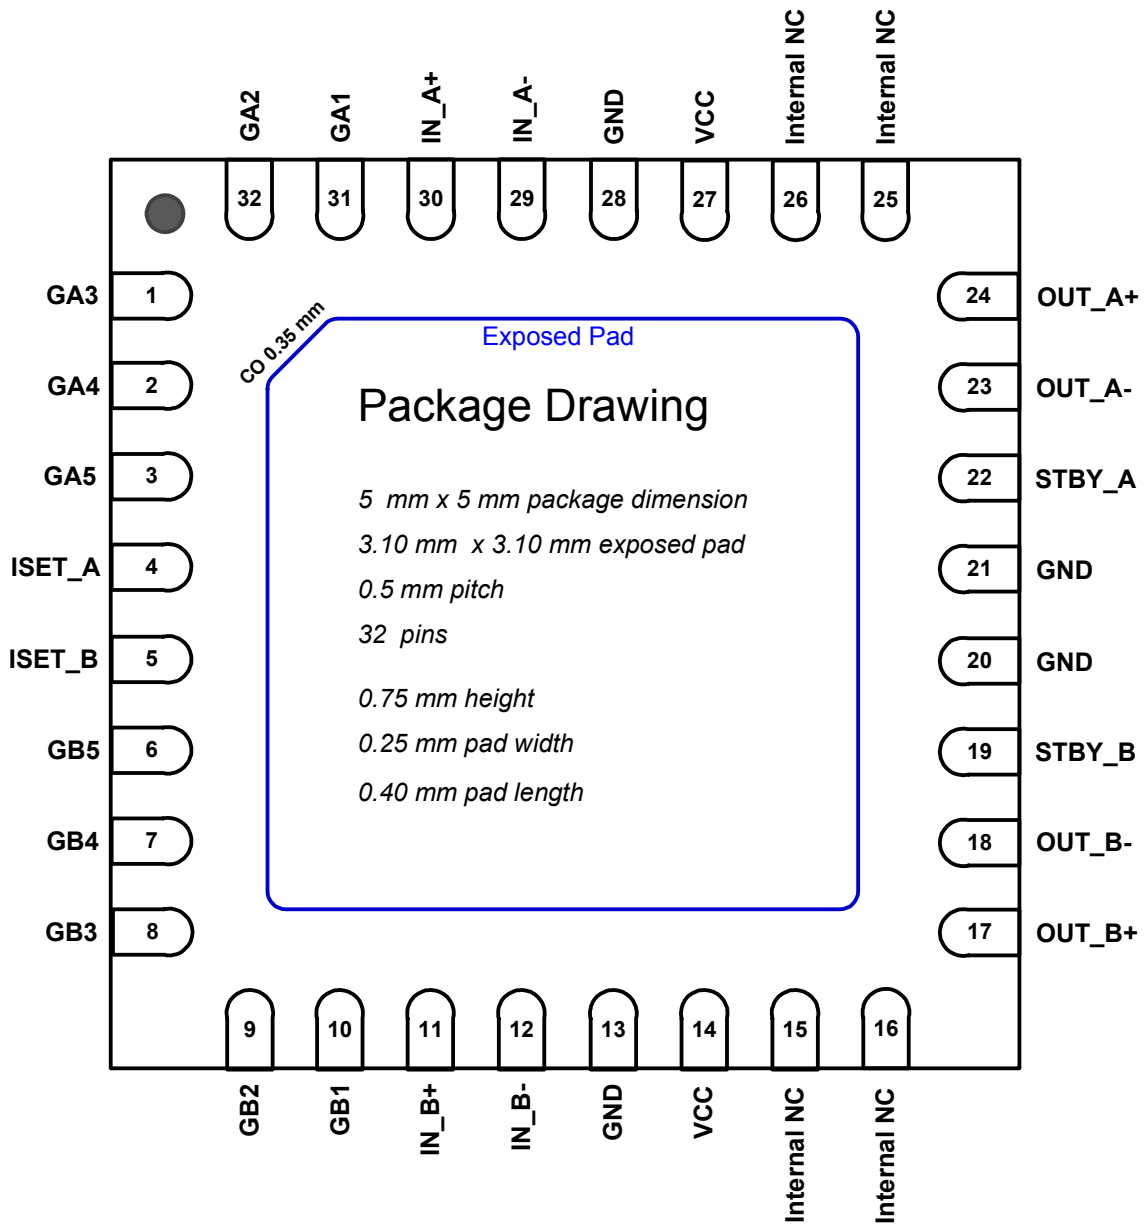 GA2
GA1
IN_A+
IN_A-
GND
VCC
Internal NC
Internal NC
32
31
30
29
28
27
26
25
GA3 1
GA4 2
GA5 3
ISET_A 4
ISET_B 5
GB5 6
GB4 7
GB3 8
24 OUT_A+
23 OUT_A-
22 STBY_A
21 GND
20 GND
19 STBY_B
18 OUT_B-
17 OUT_B+
CO 0.35 mm
Exposed Pad
Package Drawing
5 mm x 5 mm package dimension
3.10 mm x 3.10 mm exposed pad
0.5 mm pitch
32 pins
0.75 mm height
0.25 mm pad width
0.40 mm pad length
9
10
11
12
13
14
15
16
GB2
GB1
IN_B+
IN_B-
GND
VCC
Internal NC
Internal NC